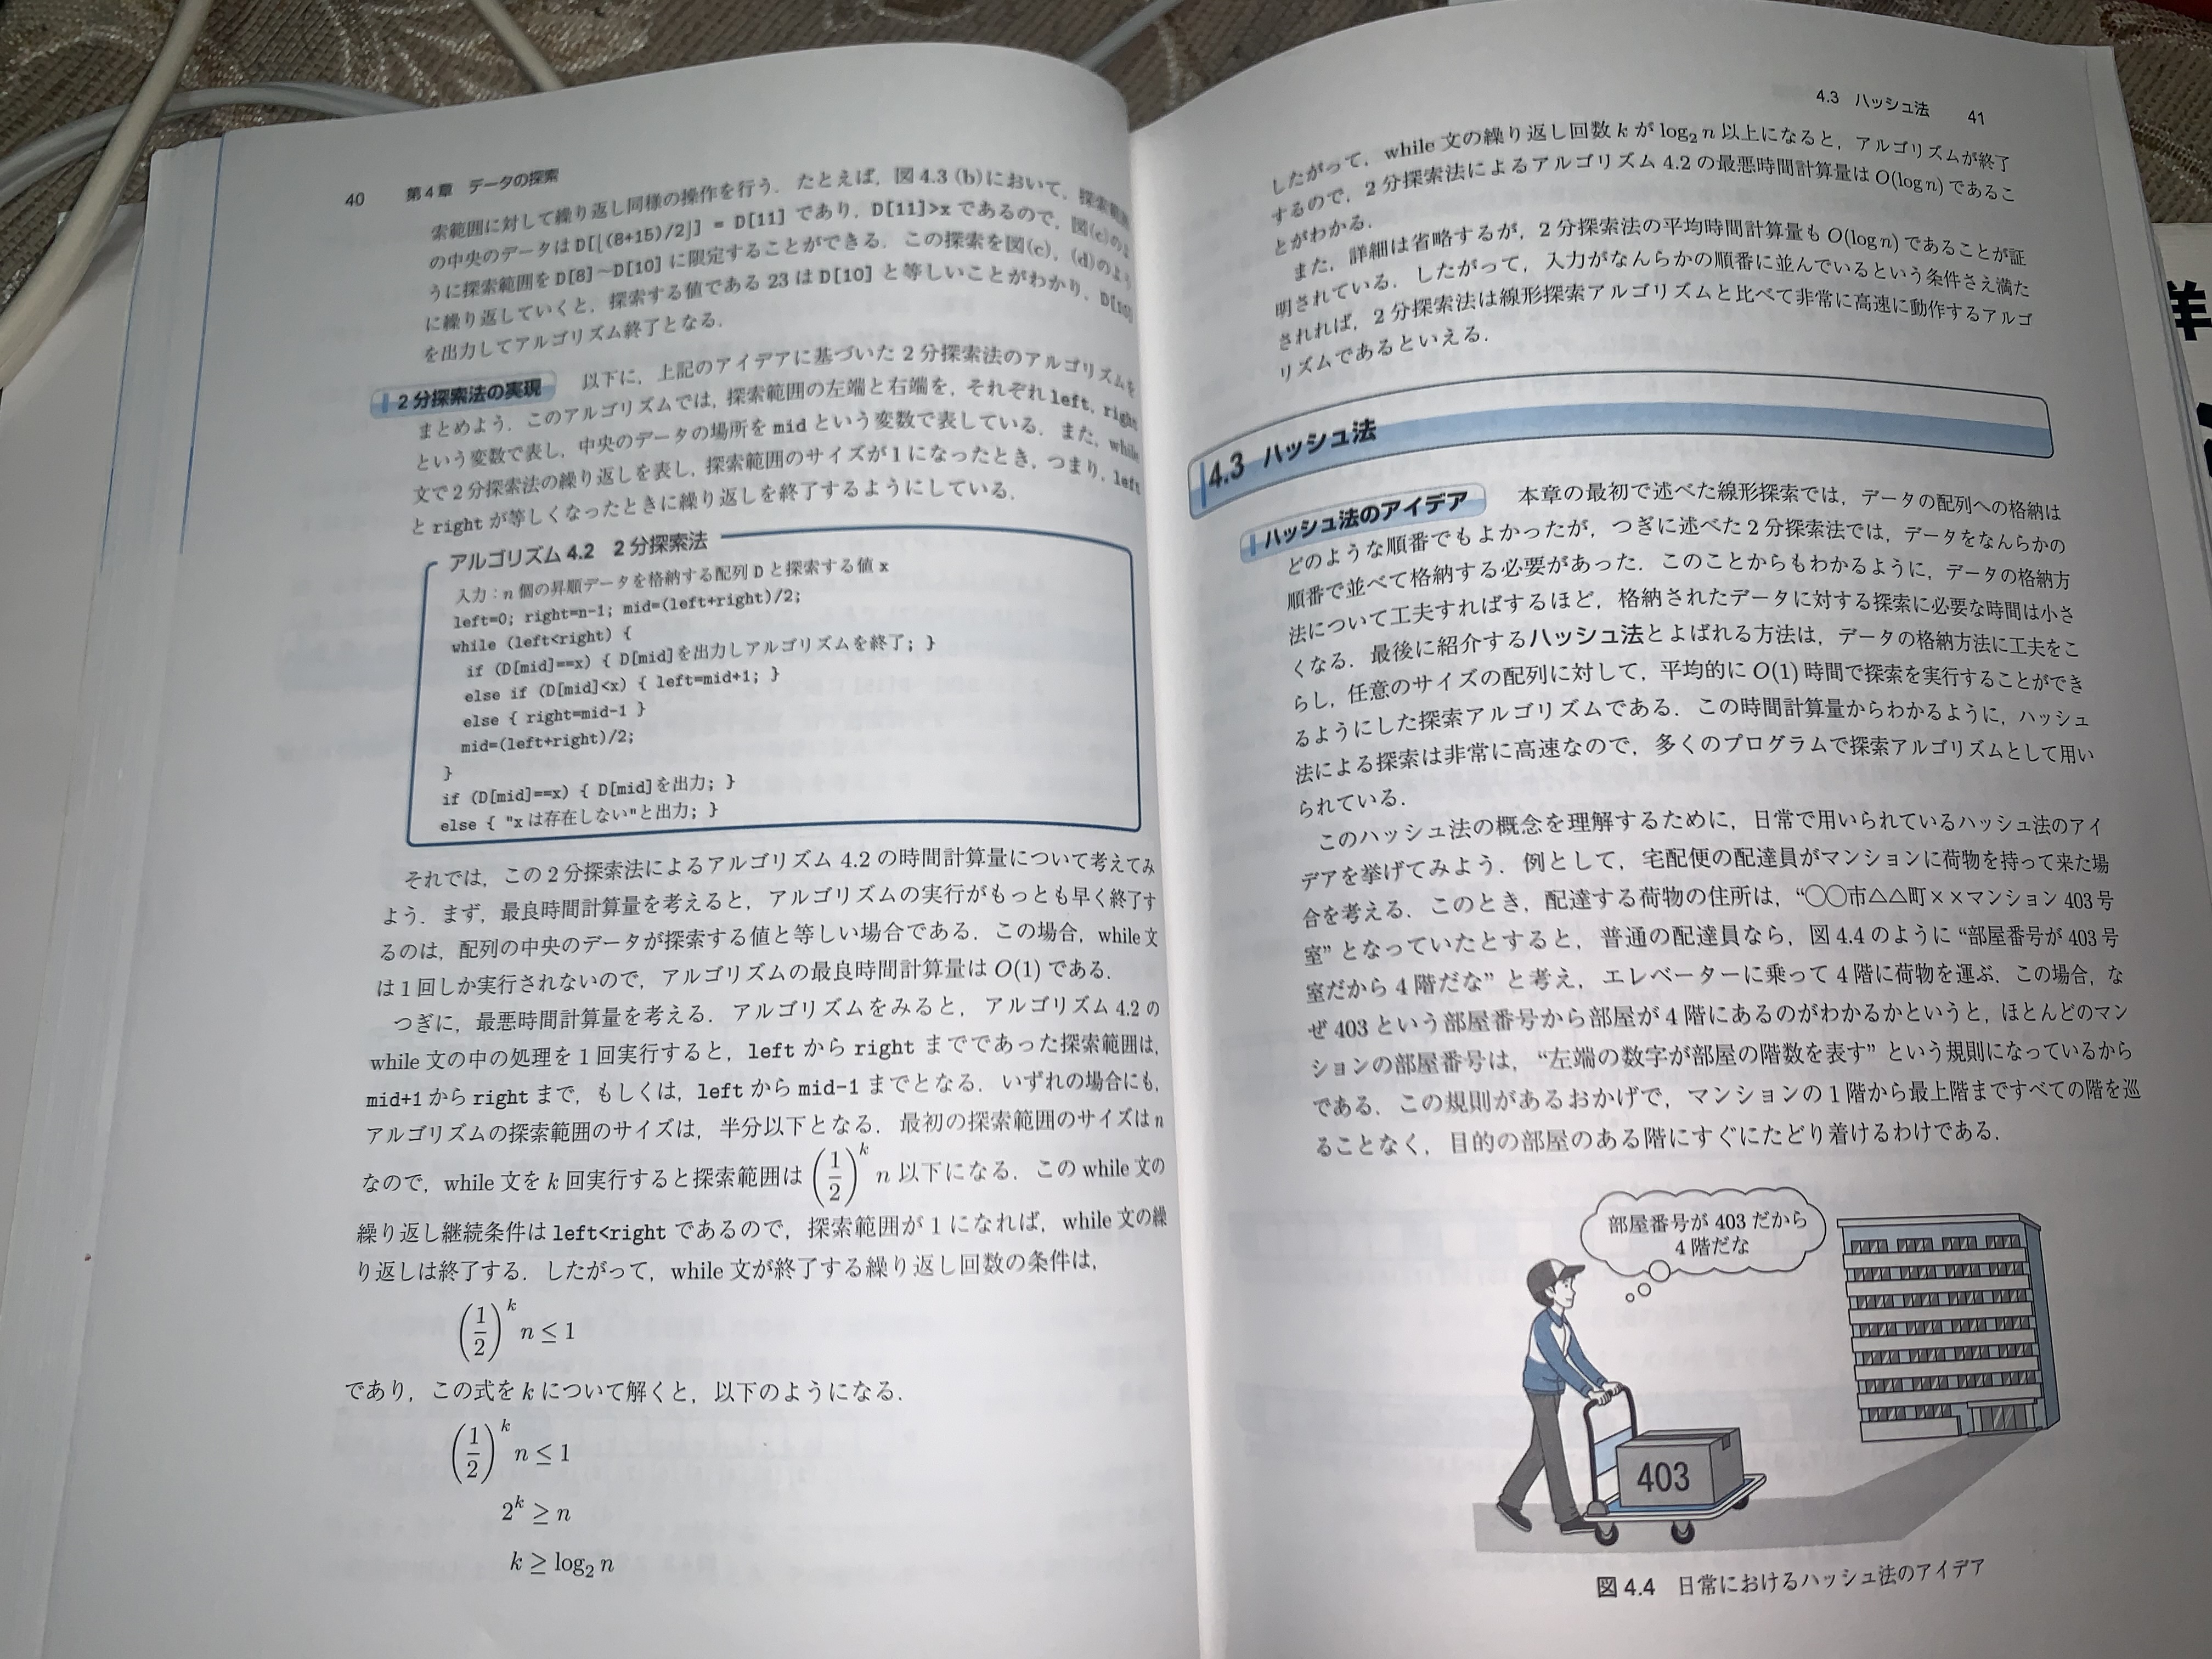 40　第4章　データの探索
索範囲に対して繰り返し同様の操作を行う．たとえば，図4.3 (b)において，探索範囲
の中央のデータは D[⌊(8+15)/2⌋] = D[11] であり，D[11]>x であるので，図(c)のよ
うに探索範囲を D[8]～D[10] に限定することができる．この探索を図(c)，(d)のよう
に繰り返していくと，探索する値である 23 は D[10] と等しいことがわかり，D[10]
を出力してアルゴリズム終了となる．
2分探索法の実現　以下に，上記のアイデアに基づいた2分探索法のアルゴリズムを
まとめよう．このアルゴリズムでは，探索範囲の左端と右端を，それぞれ left，right
という変数で表し，中央のデータの場所を mid という変数で表している．また，while
文で2分探索法の繰り返しを表し，探索範囲のサイズが1になったとき，つまり，left
と right が等しくなったときに繰り返しを終了するようにしている．
アルゴリズム4.2　2分探索法
入力：n 個の昇順データを格納する配列 D と探索する値 x
left=0; right=n-1; mid=(left+right)/2;
while (left<right) {
if (D[mid]==x) { D[mid]を出力しアルゴリズムを終了; }
else if (D[mid]<x) { left=mid+1; }
else { right=mid-1 }
mid=(left+right)/2;
}
if (D[mid]==x) { D[mid]を出力; }
else { "xは存在しない"と出力; }
それでは，この2分探索法によるアルゴリズム 4.2 の時間計算量について考えてみ
よう．まず，最良時間計算量を考えると，アルゴリズムの実行がもっとも早く終了す
るのは，配列の中央のデータが探索する値と等しい場合である．この場合，while 文
は1回しか実行されないので，アルゴリズムの最良時間計算量は O(1) である．
つぎに，最悪時間計算量を考える．アルゴリズムをみると，アルゴリズム 4.2 の
while 文の中の処理を1回実行すると，left から right までであった探索範囲は，
mid+1 から right まで，もしくは，left から mid-1 までとなる．いずれの場合にも，
アルゴリズムの探索範囲のサイズは，半分以下となる．最初の探索範囲のサイズは n
なので，while 文を k 回実行すると探索範囲は (1/2)^k n 以下になる．この while 文の
繰り返し継続条件は left<right であるので，探索範囲が1になれば，while 文の繰
り返しは終了する．したがって，while 文が終了する繰り返し回数の条件は，
(1/2)^k n ≤ 1
であり，この式を k について解くと，以下のようになる．
(1/2)^k n ≤ 1
2^k ≥ n
k ≥ log₂ n
4.3　ハッシュ法　41
したがって，while 文の繰り返し回数 k が log₂ n 以上になると，アルゴリズムが終了
するので，2分探索法によるアルゴリズム 4.2 の最悪時間計算量は O(log n) であるこ
とがわかる．
また，詳細は省略するが，2分探索法の平均時間計算量も O(log n) であることが証
明されている．したがって，入力がなんらかの順番に並んでいるという条件さえ満た
されれば，2分探索法は線形探索アルゴリズムと比べて非常に高速に動作するアルゴ
リズムであるといえる．
4.3　ハッシュ法
ハッシュ法のアイデア　本章の最初で述べた線形探索では，データの配列への格納は
どのような順番でもよかったが，つぎに述べた2分探索法では，データをなんらかの
順番で並べて格納する必要があった．このことからもわかるように，データの格納方
法について工夫すればするほど，格納されたデータに対する探索に必要な時間は小さ
くなる．最後に紹介するハッシュ法とよばれる方法は，データの格納方法に工夫をこ
らし，任意のサイズの配列に対して，平均的に O(1) 時間で探索を実行することができ
るようにした探索アルゴリズムである．この時間計算量からわかるように，ハッシュ
法による探索は非常に高速なので，多くのプログラムで探索アルゴリズムとして用い
られている．
このハッシュ法の概念を理解するために，日常で用いられているハッシュ法のアイ
デアを挙げてみよう．例として，宅配便の配達員がマンションに荷物を持って来た場
合を考える．このとき，配達する荷物の住所は，“○○市△△町××マンション 403号
室” となっていたとすると，普通の配達員なら，図 4.4 のように “部屋番号が 403 号
室だから4階だな” と考え，エレベーターに乗って4階に荷物を運ぶ．この場合，な
ぜ 403 という部屋番号から部屋が4階にあるのがわかるかというと，ほとんどのマン
ションの部屋番号は，“左端の数字が部屋の階数を表す” という規則になっているから
である．この規則があるおかげで，マンションの1階から最上階まですべての階を巡
ることなく，目的の部屋のある階にすぐにたどり着けるわけである．
部屋番号が 403 だから
4階だな
403
図 4.4　日常におけるハッシュ法のアイデア